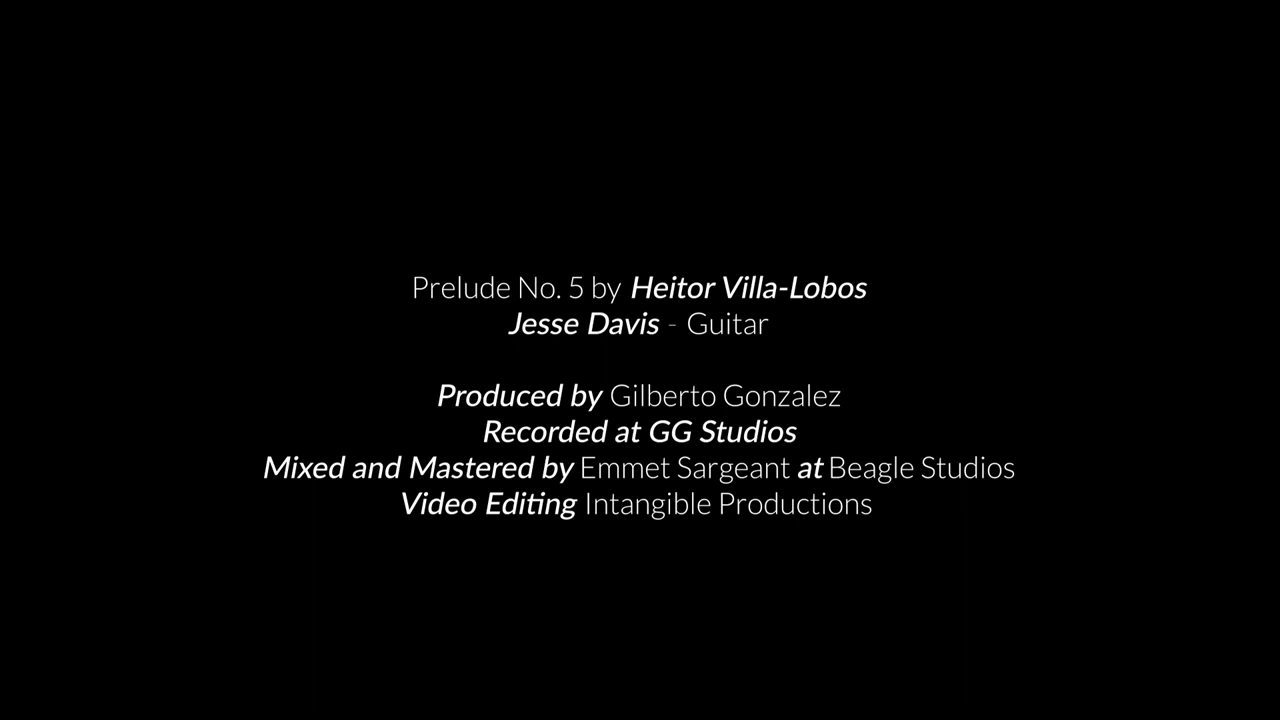 Prelude No. 5 by Heitor Villa-Lobos
Jesse Davis - Guitar
Produced by Gilberto Gonzalez
Recorded at GG Studios
Mixed and Mastered by Emmet Sargeant at Beagle Studios
Video Editing Intangible Productions